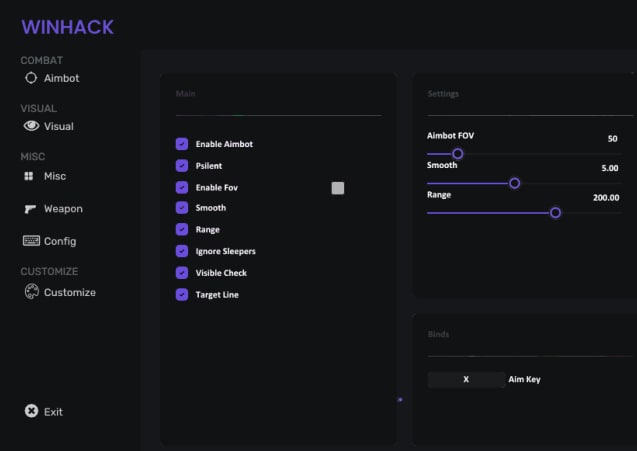 WINHACK
COMBAT
Aimbot
VISUAL
Visual
MISC
Misc
Weapon
Config
CUSTOMIZE
Customize
Exit
Main
Enable Aimbot
Psilent
Enable Fov
Smooth
Range
Ignore Sleepers
Visible Check
Target Line
Settings
Aimbot FOV 50
Smooth 5.00
Range 200.00
Binds
X Aim Key